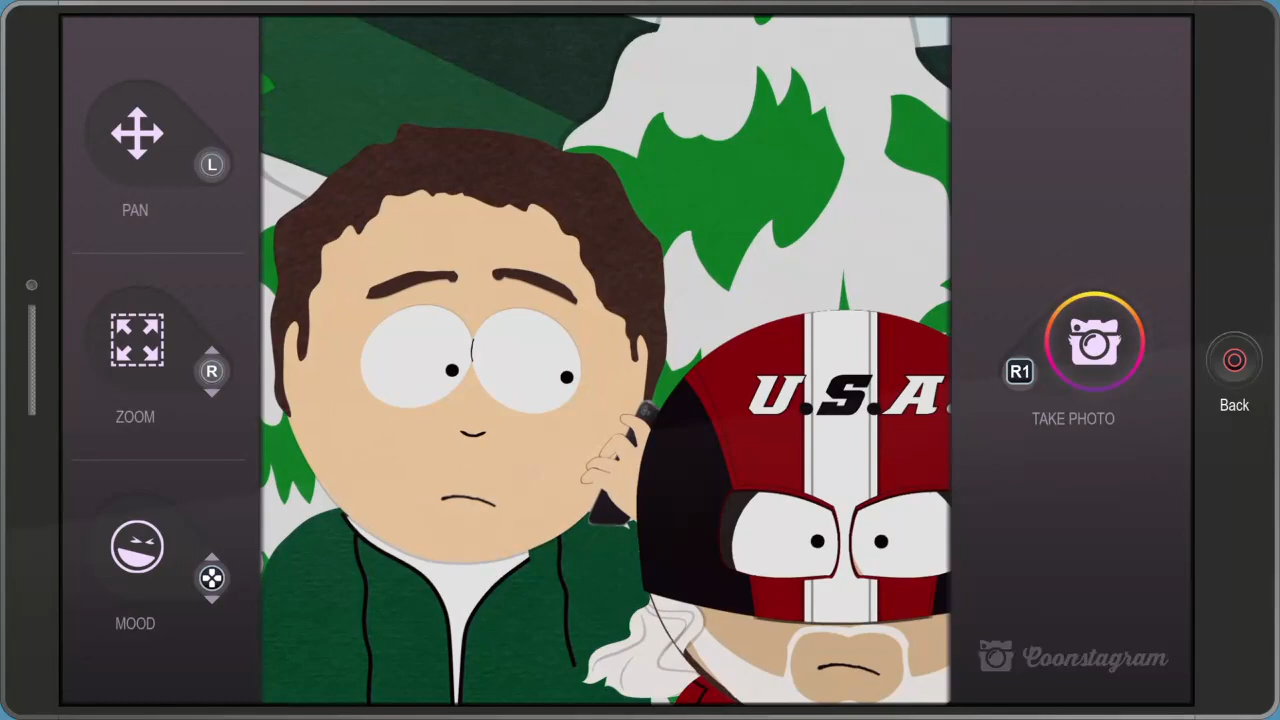 L
PAN
R
ZOOM
MOOD
U.S.A.
R1
TAKE PHOTO
Back
Coonstagram